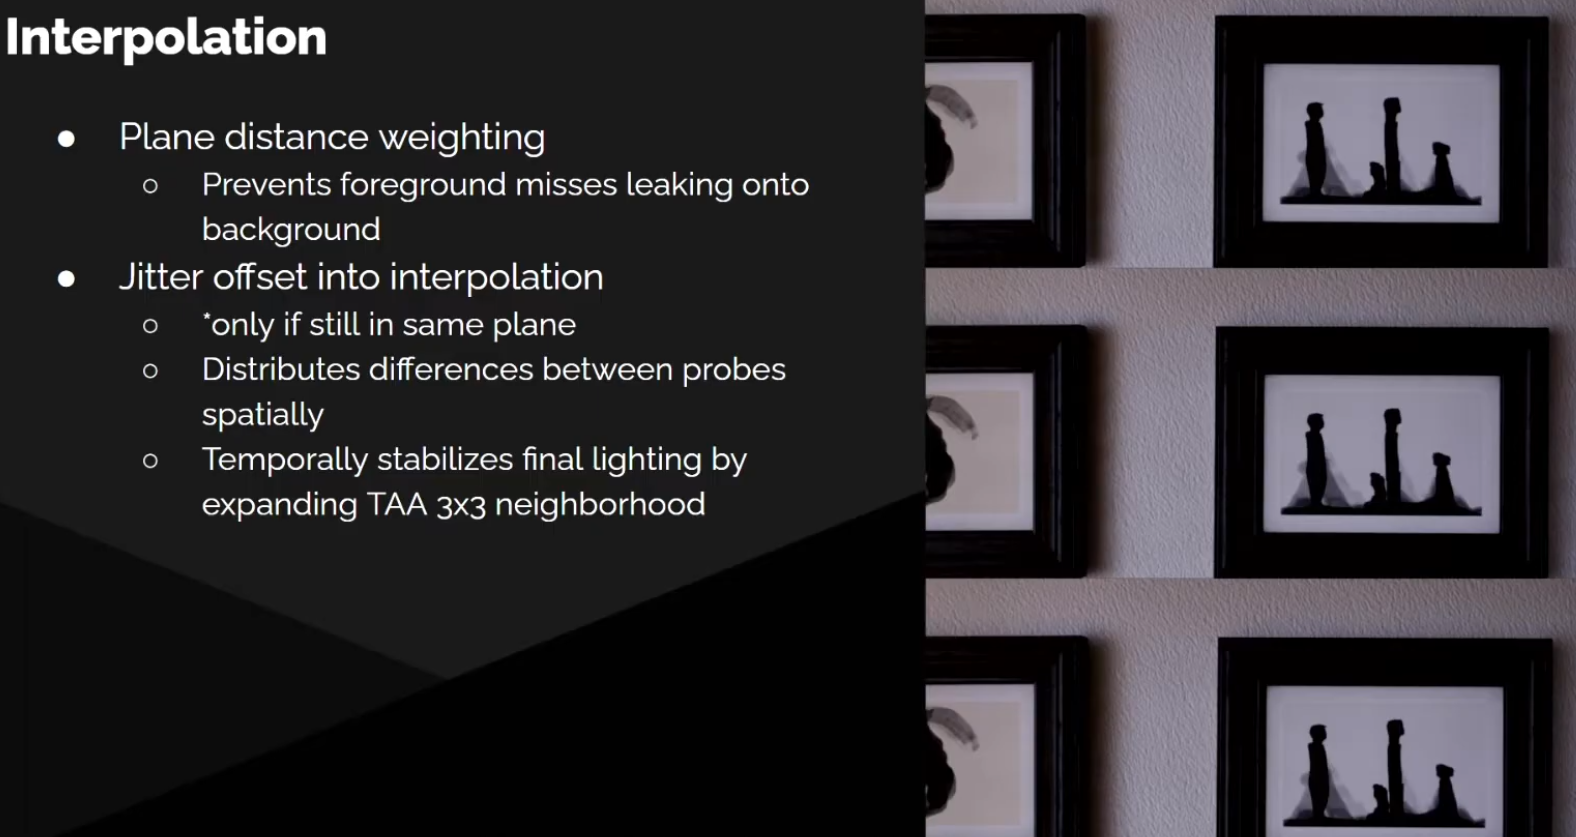 Interpolation
● Plane distance weighting
○ Prevents foreground misses leaking onto
background
● Jitter offset into interpolation
○ *only if still in same plane
○ Distributes differences between probes
spatially
○ Temporally stabilizes final lighting by
expanding TAA 3x3 neighborhood